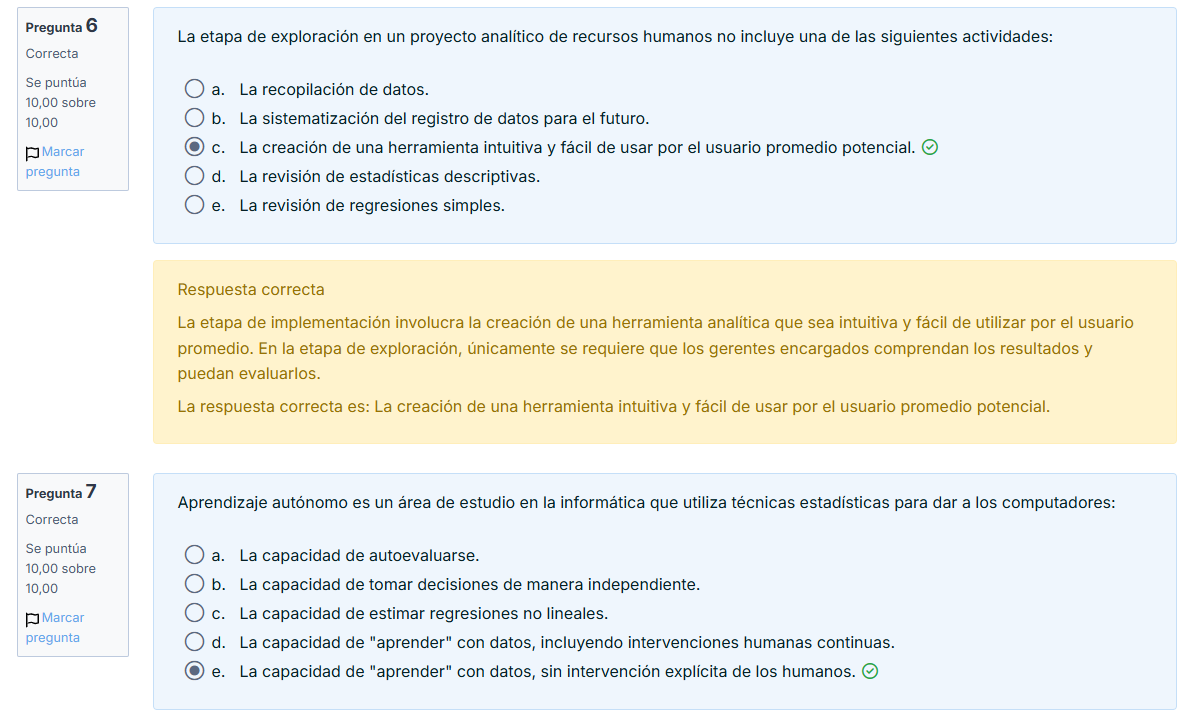 Pregunta 6
Correcta
Se puntúa
10,00 sobre
10,00
Marcar
pregunta
La etapa de exploración en un proyecto analítico de recursos humanos no incluye una de las siguientes actividades:
a. La recopilación de datos.
b. La sistematización del registro de datos para el futuro.
c. La creación de una herramienta intuitiva y fácil de usar por el usuario promedio potencial.
d. La revisión de estadísticas descriptivas.
e. La revisión de regresiones simples.
Respuesta correcta
La etapa de implementación involucra la creación de una herramienta analítica que sea intuitiva y fácil de utilizar por el usuario
promedio. En la etapa de exploración, únicamente se requiere que los gerentes encargados comprendan los resultados y
puedan evaluarlos.
La respuesta correcta es: La creación de una herramienta intuitiva y fácil de usar por el usuario promedio potencial.
Pregunta 7
Correcta
Se puntúa
10,00 sobre
10,00
Marcar
pregunta
Aprendizaje autónomo es un área de estudio en la informática que utiliza técnicas estadísticas para dar a los computadores:
a. La capacidad de autoevaluarse.
b. La capacidad de tomar decisiones de manera independiente.
c. La capacidad de estimar regresiones no lineales.
d. La capacidad de "aprender" con datos, incluyendo intervenciones humanas continuas.
e. La capacidad de "aprender" con datos, sin intervención explícita de los humanos.